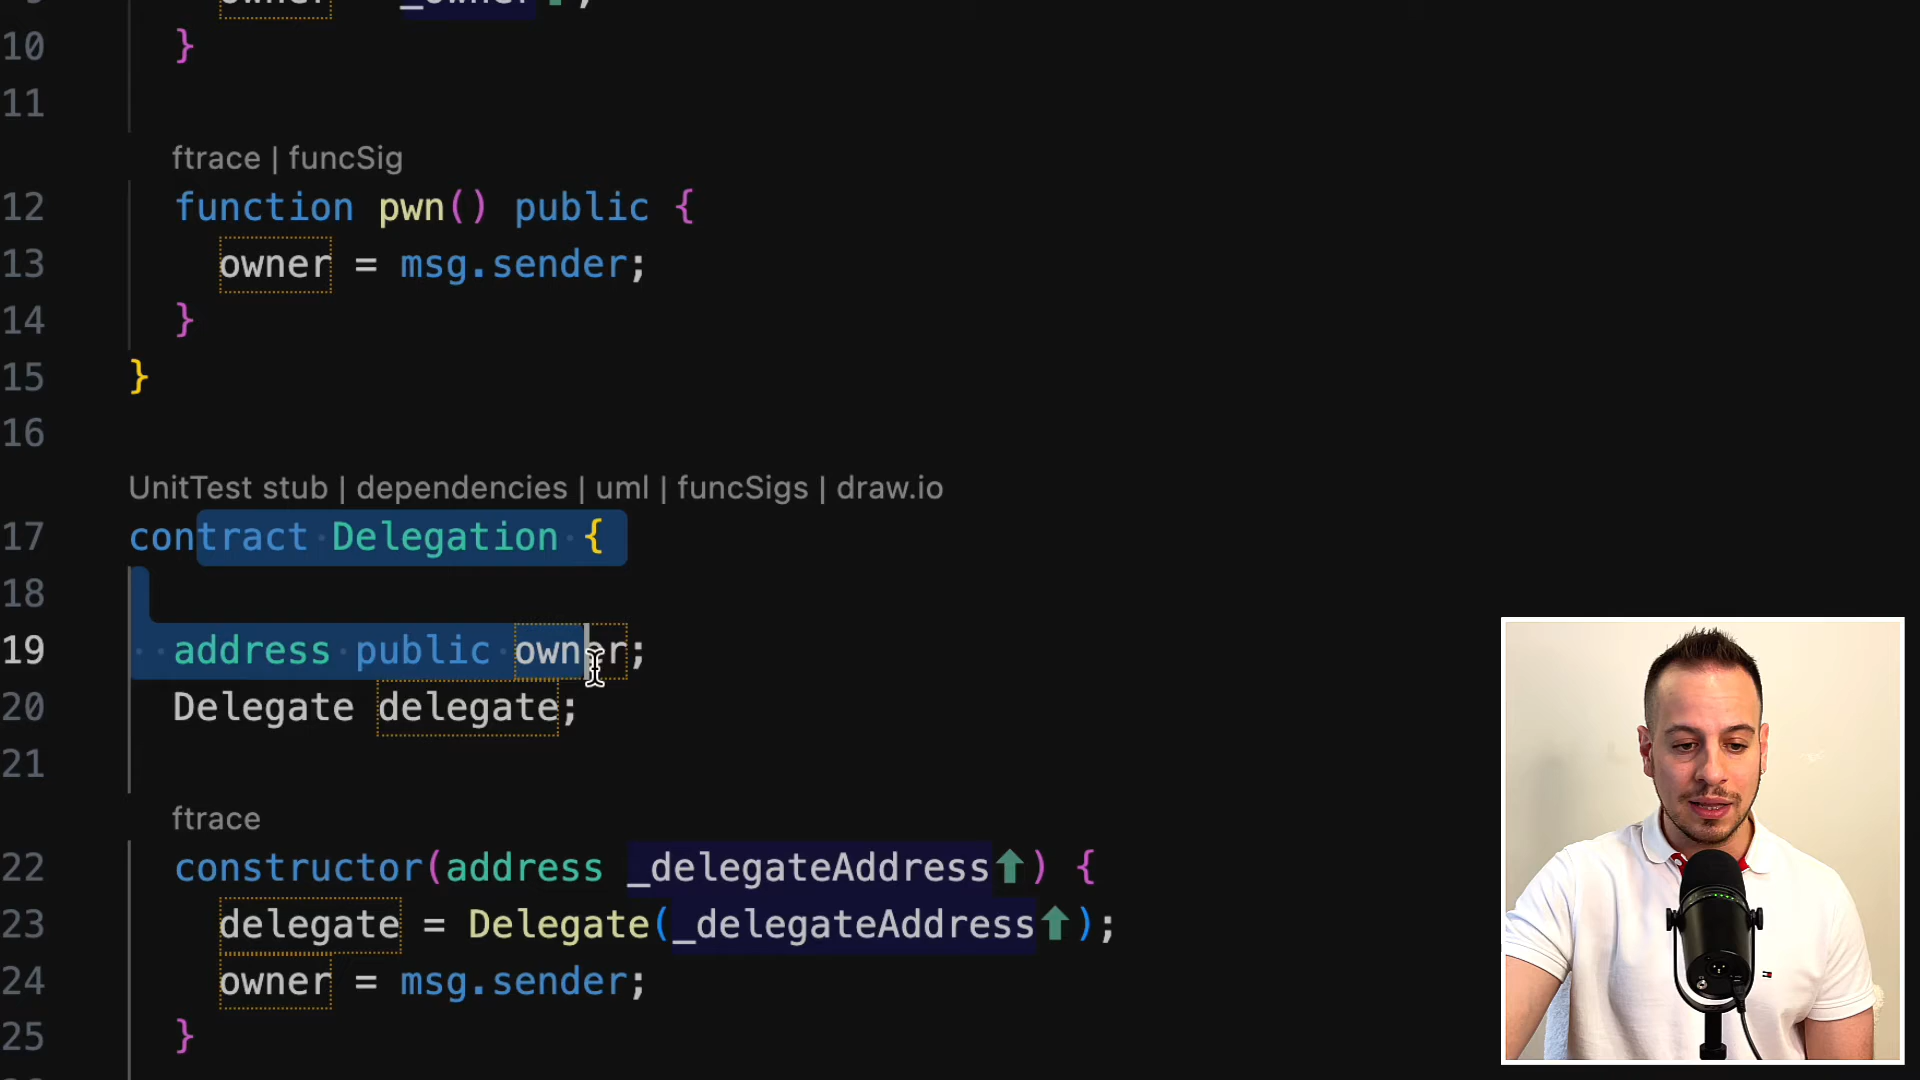 owner = _owner;
10 }
11
ftrace | funcSig
12 function pwn() public {
13 owner = msg.sender;
14 }
15 }
16
UnitTest stub | dependencies | uml | funcSigs | draw.io
17 contract Delegation {
18
19 address public owner;
20 Delegate delegate;
21
ftrace
22 constructor(address _delegateAddress⬆) {
23 delegate = Delegate(_delegateAddress⬆);
24 owner = msg.sender;
25 }